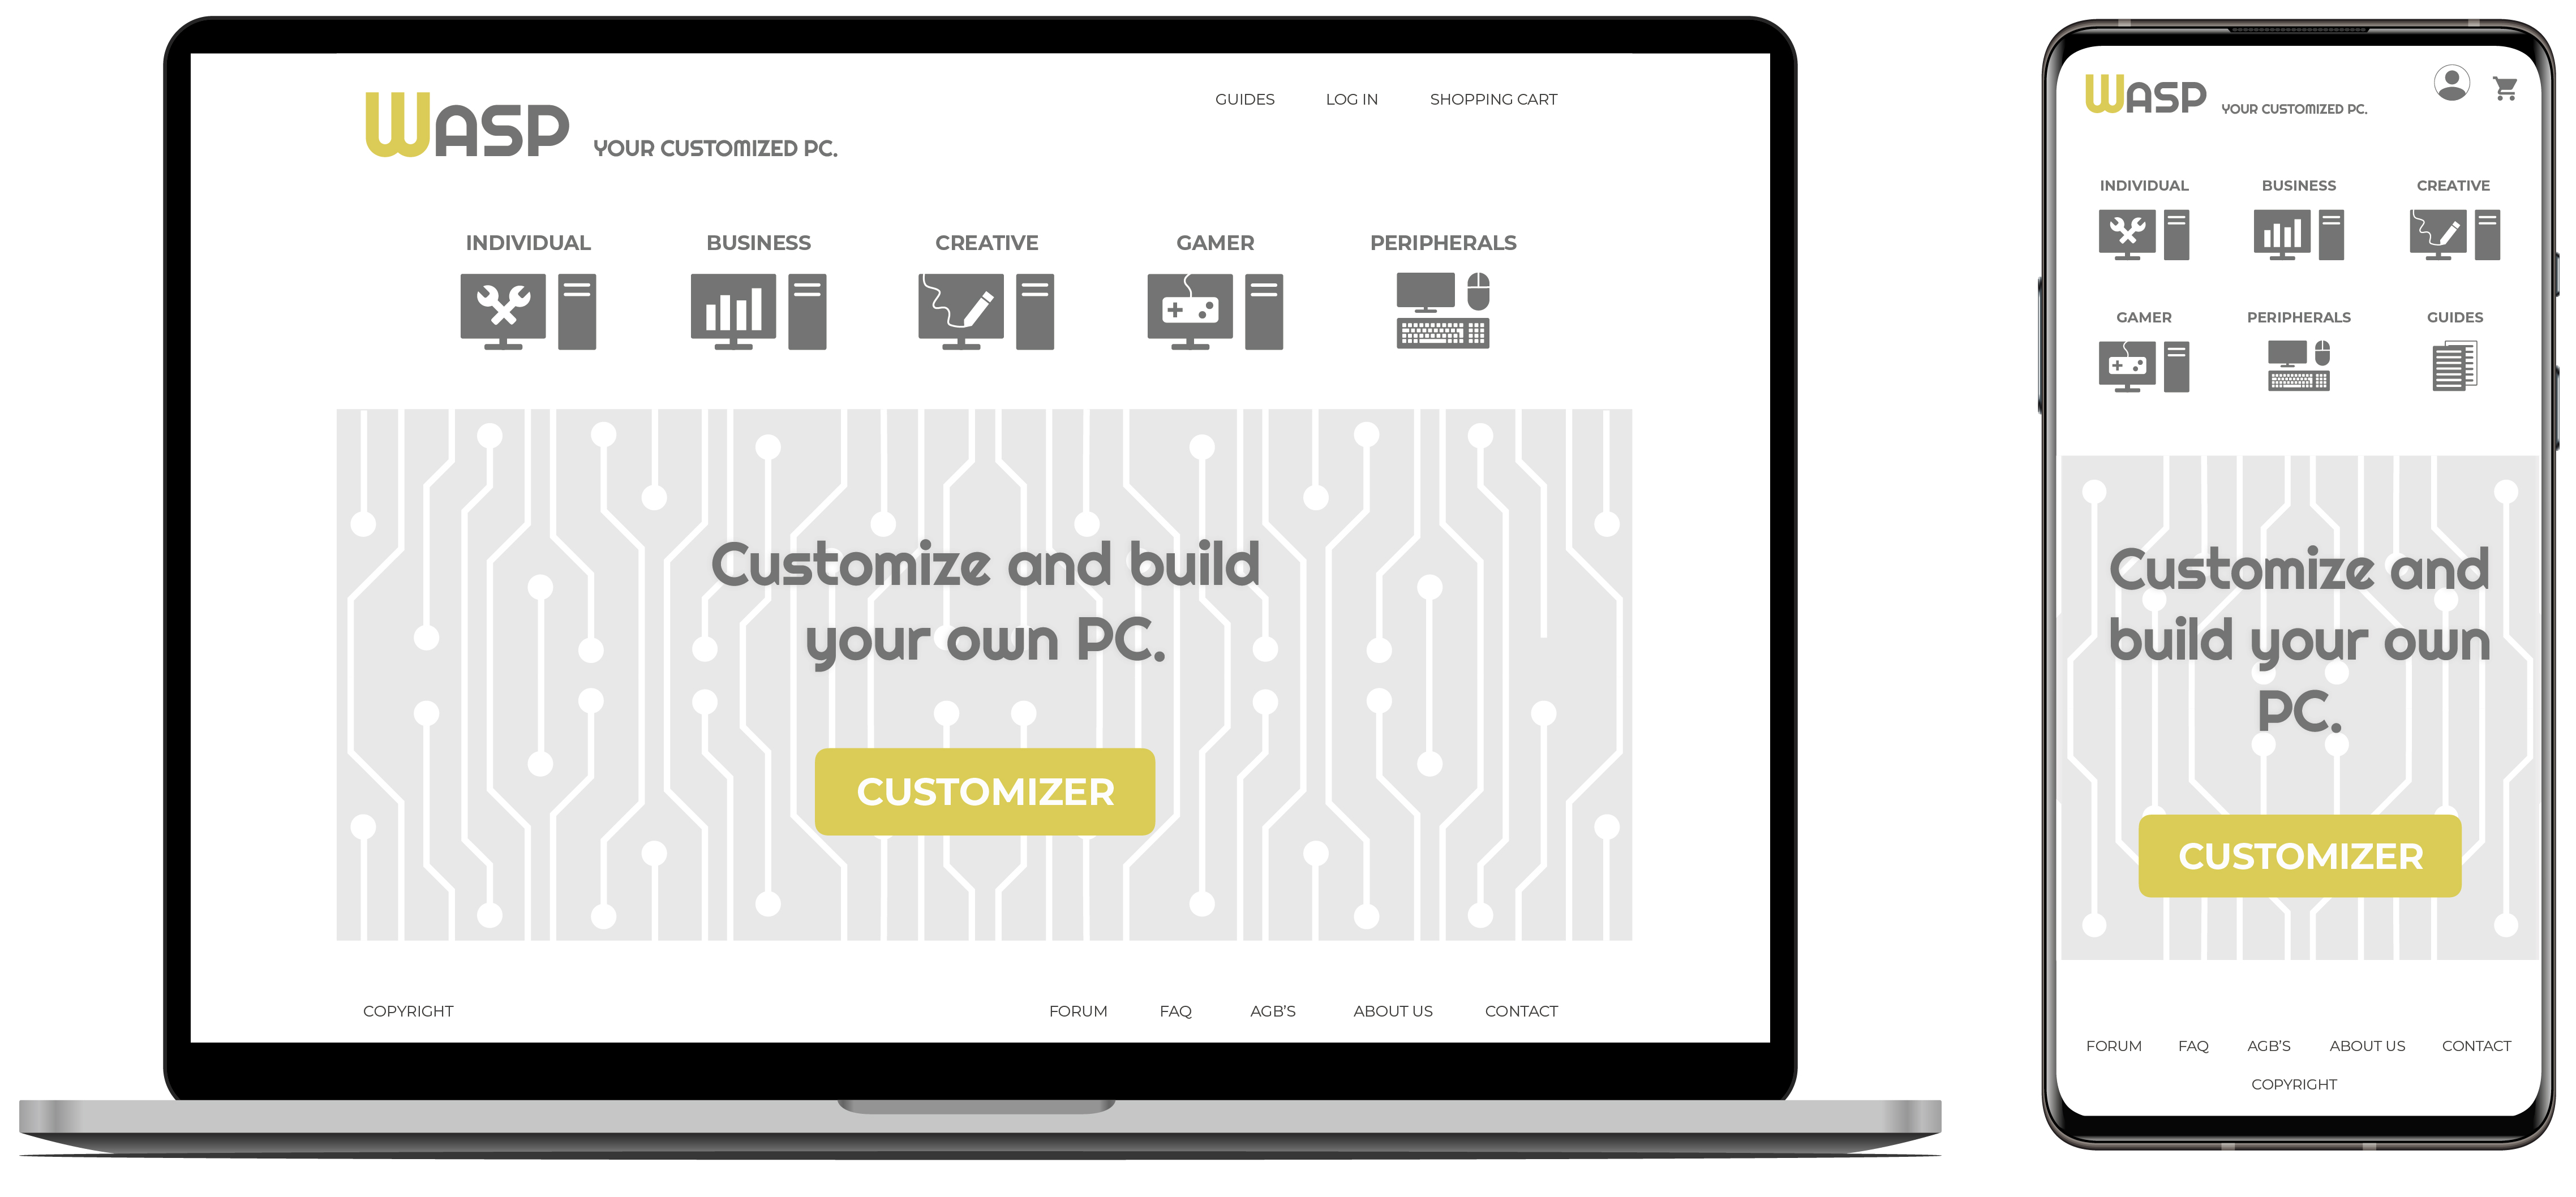 WASP YOUR CUSTOMIZED PC.
GUIDES LOG IN SHOPPING CART
INDIVIDUAL BUSINESS CREATIVE GAMER PERIPHERALS
Customize and build
your own PC.
CUSTOMIZER
COPYRIGHT FORUM FAQ AGB'S ABOUT US CONTACT
WASP YOUR CUSTOMIZED PC.
INDIVIDUAL BUSINESS CREATIVE
GAMER PERIPHERALS GUIDES
Customize and
build your own
PC.
CUSTOMIZER
FORUM FAQ AGB'S ABOUT US CONTACT
COPYRIGHT